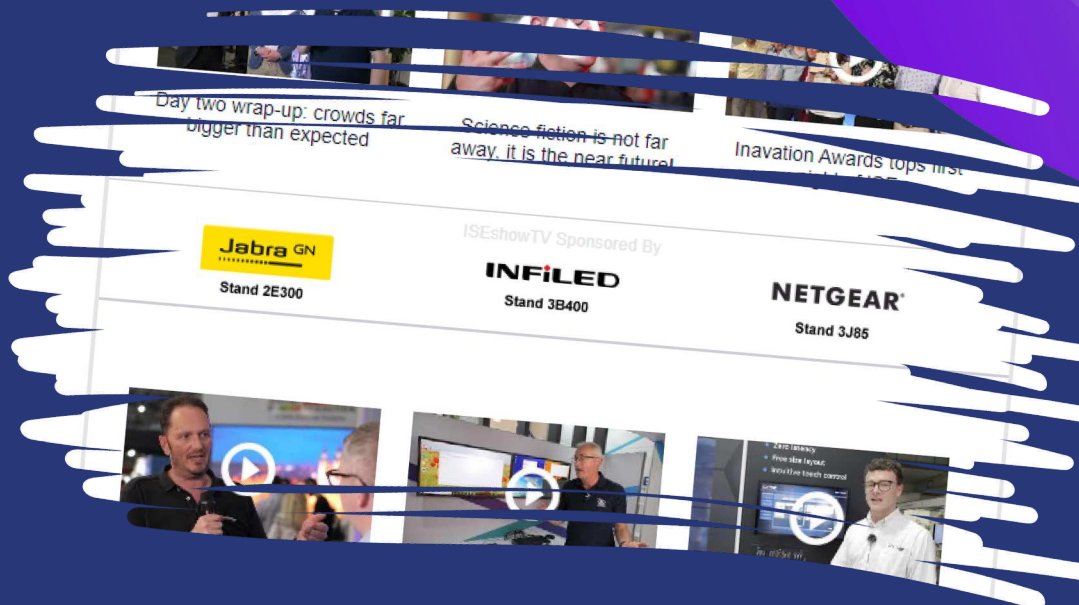 Day two wrap-up: crowds far
bigger than expected
Science fiction is not far
away, it is the near future!
Inavation Awards tops first
ISEshowTV Sponsored By
Jabra GN
Stand 2E300
INFiLED
Stand 3B400
NETGEAR
Stand 3J85
Zero latency
Free size layout
Intuitive touch control